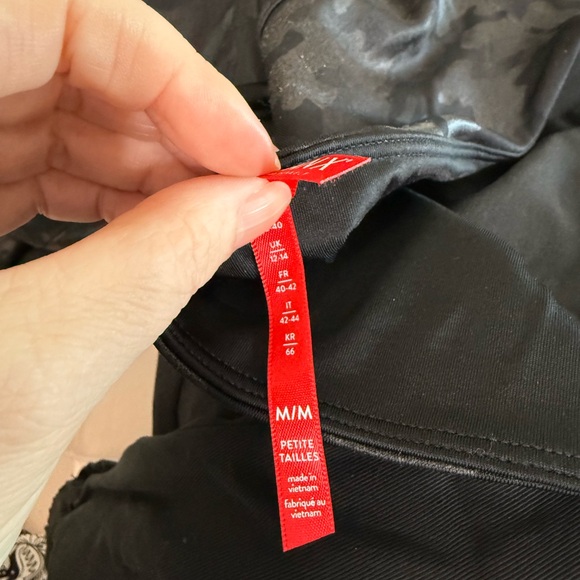 40
UK
12-14
FR
40-42
IT
42-44
KR
66
M/M
PETITE
TAILLES
made in
vietnam
fabriqué au
vietnam